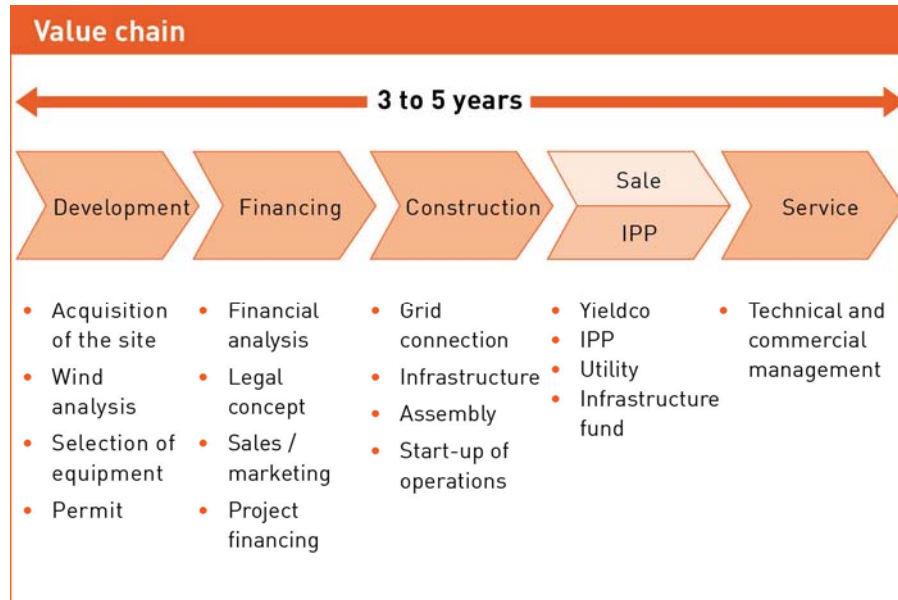 Value chain
3 to 5 years
Development
Financing
Construction
Sale
IPP
Service
• Acquisition
of the site
• Wind
analysis
• Selection of
equipment
• Permit
• Financial
analysis
• Legal
concept
• Sales /
marketing
• Project
financing
• Grid
connection
• Infrastructure
• Assembly
• Start-up of
operations
• Yieldco
• IPP
• Utility
• Infrastructure
fund
• Technical and
commercial
management